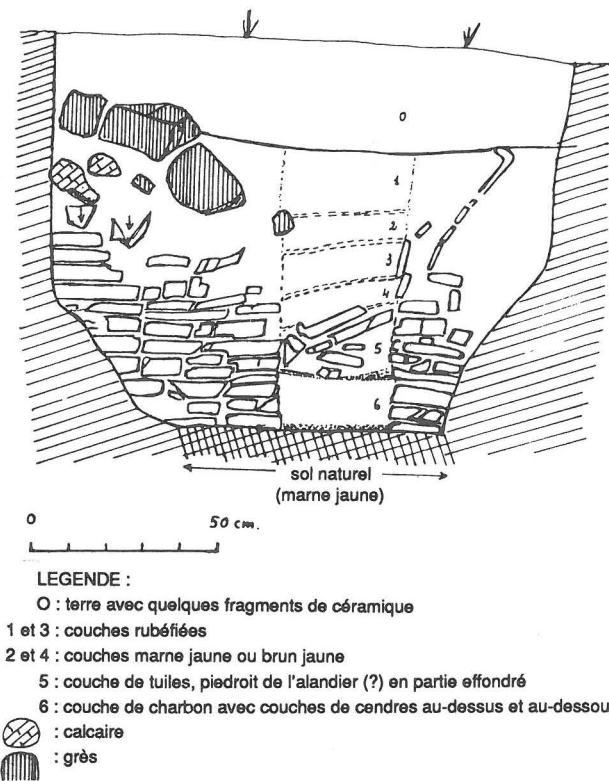 0
1
2
3
4
5
6
sol naturel
(marne jaune)
0 50 cm.
LEGENDE :
O : terre avec quelques fragments de céramique
1 et 3 : couches rubéfiées
2 et 4 : couches marne jaune ou brun jaune
5 : couche de tuiles, piedroit de l'alandier (?) en partie effondré
6 : couche de charbon avec couches de cendres au-dessus et au-dessou
: calcaire
: grès